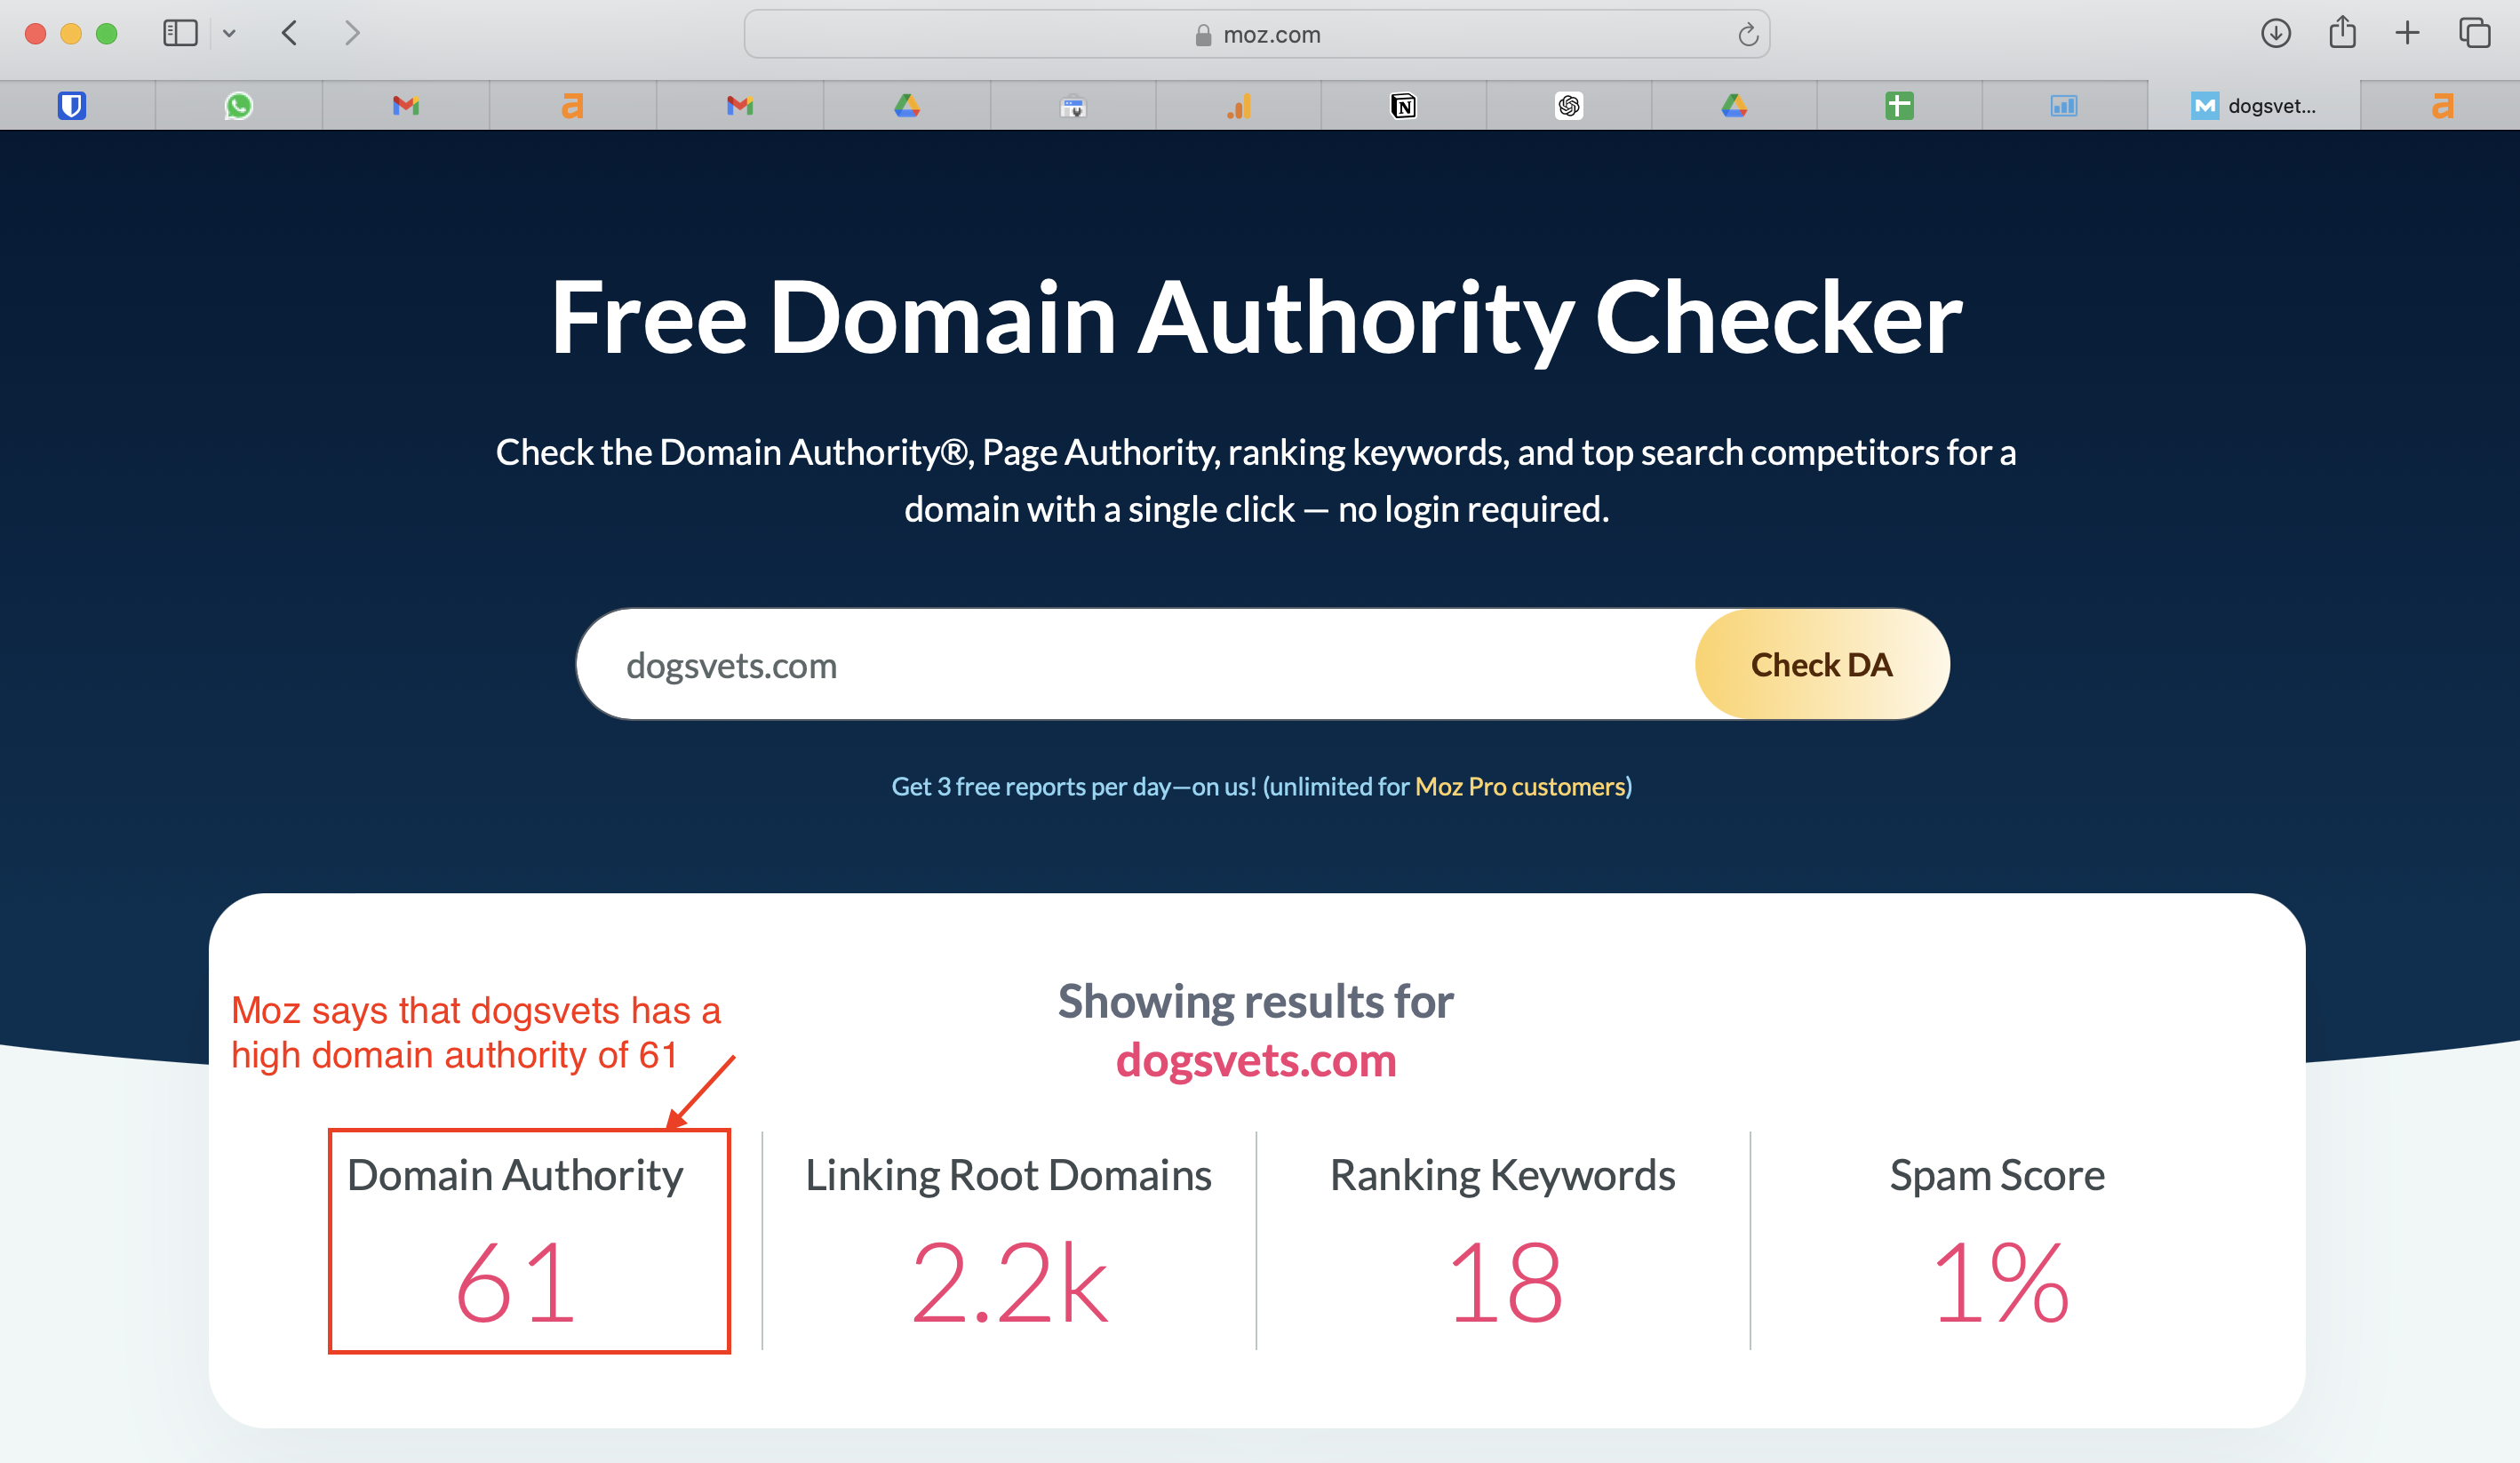 moz.com
dogsvet...
Free Domain Authority Checker
Check the Domain Authority®, Page Authority, ranking keywords, and top search competitors for a
domain with a single click — no login required.
dogsvets.com
Check DA
Get 3 free reports per day—on us! (unlimited for Moz Pro customers)
Moz says that dogsvets has a
high domain authority of 61
Showing results for
dogsvets.com
Domain Authority
61
Linking Root Domains
2.2k
Ranking Keywords
18
Spam Score
1%